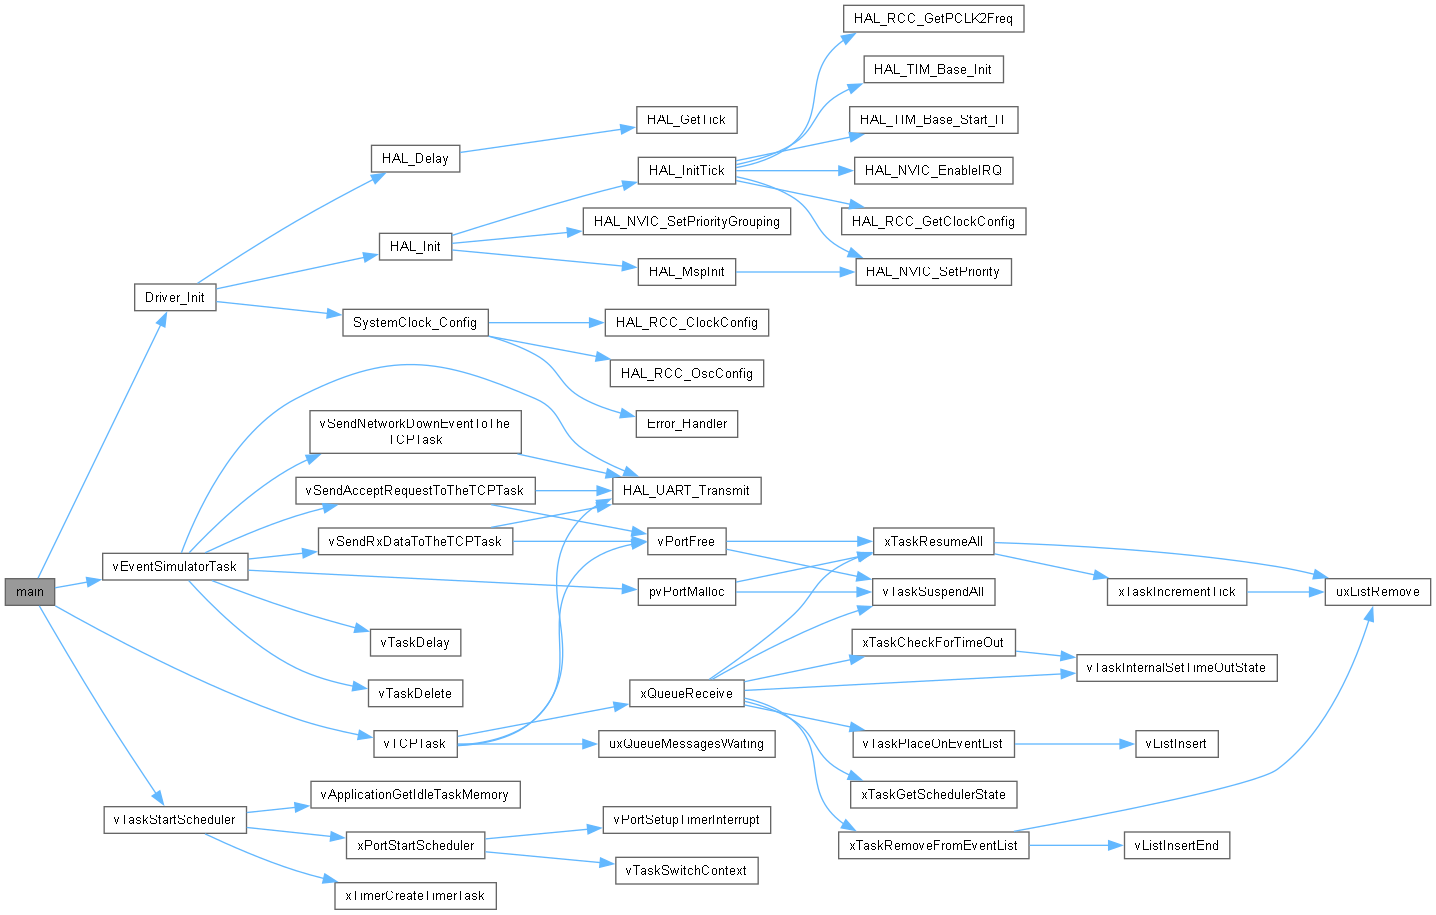 HAL_RCC_GetPCLK2Freq
HAL_TIM_Base_Init
HAL_GetTick
HAL_TIM_Base_Start_IT
HAL_Delay
HAL_InitTick
HAL_NVIC_EnableIRQ
HAL_NVIC_SetPriorityGrouping
HAL_RCC_GetClockConfig
HAL_Init
HAL_MspInit
HAL_NVIC_SetPriority
Driver_Init
SystemClock_Config
HAL_RCC_ClockConfig
HAL_RCC_OscConfig
Error_Handler
vSendNetworkDownEventToThe
TCPTask
vSendAcceptRequestToTheTCPTask
HAL_UART_Transmit
vSendRxDataToTheTCPTask
vPortFree
xTaskResumeAll
vEventSimulatorTask
main
pvPortMalloc
vTaskSuspendAll
xTaskIncrementTick
uxListRemove
vTaskDelay
xTaskCheckForTimeOut
vTaskInternalSetTimeOutState
vTaskDelete
xQueueReceive
vTCPTask
uxQueueMessagesWaiting
vTaskPlaceOnEventList
vListInsert
vApplicationGetIdleTaskMemory
xTaskGetSchedulerState
vTaskStartScheduler
vPortSetupTimerInterrupt
xPortStartScheduler
xTaskRemoveFromEventList
vListInsertEnd
vTaskSwitchContext
xTimerCreateTimerTask